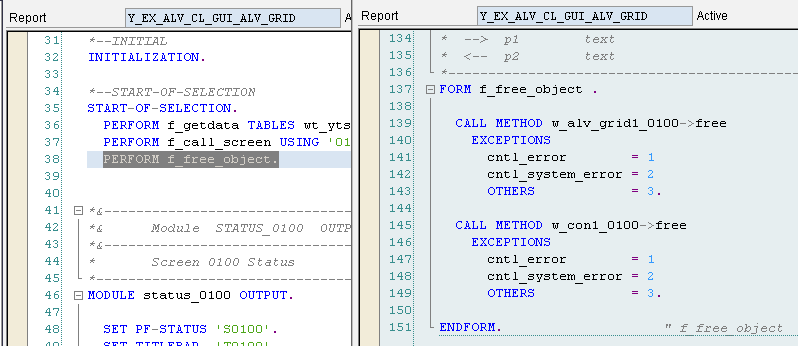 Report Y_EX_ALV_CL_GUI_ALV_GRID A
31 *--INITIAL
32 INITIALIZATION.
33
34 *--START-OF-SELECTION
35 START-OF-SELECTION.
36 PERFORM f_getdata TABLES wt_yts
37 PERFORM f_call_screen USING '01
38 PERFORM f_free_object.
39
40
41 *&---------------------------------
42 *& Module STATUS_0100 OUTP
43 *&---------------------------------
44 * Screen 0100 Status
45 *----------------------------------
46 MODULE status_0100 OUTPUT.
47
48 SET PF-STATUS 'S0100'.
49 SET TITLEBAR 'T0100'
Report Y_EX_ALV_CL_GUI_ALV_GRID Active
134 * --> p1 text
135 * <-- p2 text
136 *----------------------------------
137 FORM f_free_object .
138
139 CALL METHOD w_alv_grid1_0100->free
140 EXCEPTIONS
141 cntl_error = 1
142 cntl_system_error = 2
143 OTHERS = 3.
144
145 CALL METHOD w_con1_0100->free
146 EXCEPTIONS
147 cntl_error = 1
148 cntl_system_error = 2
149 OTHERS = 3.
150
151 ENDFORM. " f_free_object